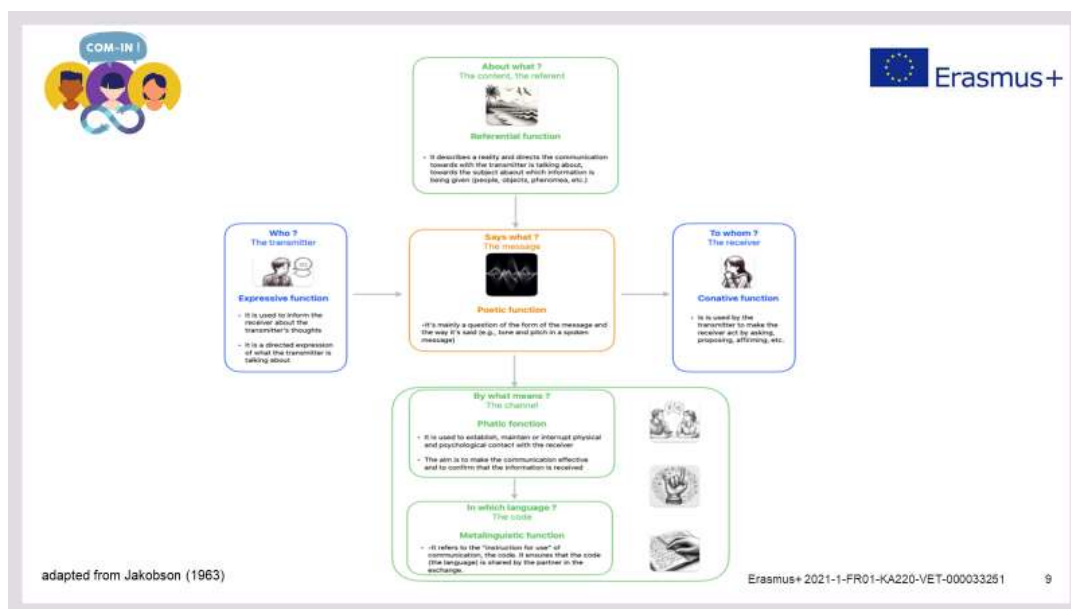 COM-IN !
Erasmus+
About what ?
The content, the referent
Referential function
- It describes a reality and directs the communication
towards with the transmitter is talking about,
towards the subject abaout which information is
being given (people, objects, phenomea, etc.)
Who ?
The transmitter
Expressive function
- It is used to inform the
receiver about the
transmitter's thoughts
- It is a directed expression
of what the transmitter is
talking about
Says what ?
The message
Poetic function
-It's mainly a question of the form of the message and
the way it's said (e.g., tone and pitch in a spoken
message)
To whom ?
The receiver
Conative function
- Is is used by the
transmitter to make the
receiver act by asking,
proposing, affirming, etc.
By what means ?
The channel
Phatic function
- It is used to establish, maintain or interrupt physical
and psychological contact with the receiver
- The aim is to make the communication effective
and to confirm that the information is received
In which language ?
The code
Metalinguistic function
- -It refers to the "instruction for use" of
communication, the code. It ensures that the code
(the language) is shared by the partner in the
exchange.
adapted from Jakobson (1963)
Erasmus+ 2021-1-FR01-KA220-VET-000033251
9